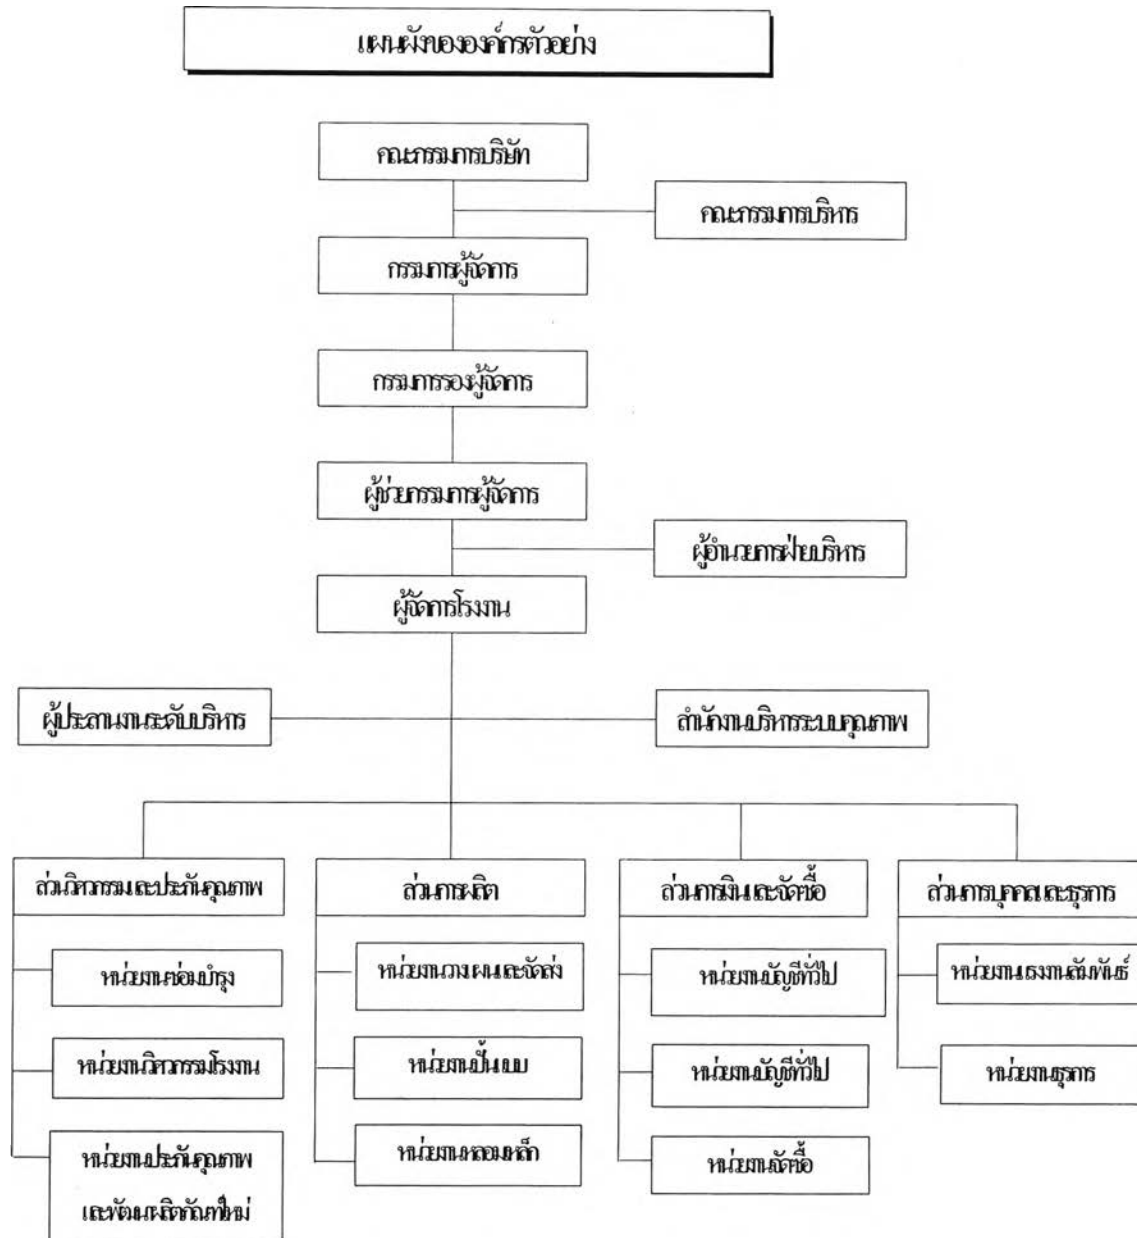 แผนผังขององค์กรตัวอย่าง
คณะกรรมการบริษัท
คณะกรรมการบริหาร
กรรมการผู้จัดการ
กรรมการรองผู้จัดการ
ผู้ช่วยกรรมการผู้จัดการ
ผู้อำนวยการฝ่ายบริหาร
ผู้จัดการโรงงาน
ผู้ประสานงานระดับบริหาร
สำนักงานบริหารระบบคุณภาพ
ส่วนวิศวกรรมและประกันคุณภาพ
ส่วนการผลิต
ส่วนการเงินและจัดซื้อ
ส่วนการบุคคลและธุรการ
หน่วยงานซ่อมบำรุง
หน่วยงานวางแผนและจัดส่ง
หน่วยงานบัญชีทั่วไป
หน่วยงานแรงงานสัมพันธ์
หน่วยงานวิศวกรรมโรงงาน
หน่วยงานปั้นแบบ
หน่วยงานบัญชีทั่วไป
หน่วยงานธุรการ
หน่วยงานประกันคุณภาพ
และพัฒนผลิตภัณฑ์ใหม่
หน่วยงานหลอมเหล็ก
หน่วยงานจัดซื้อ